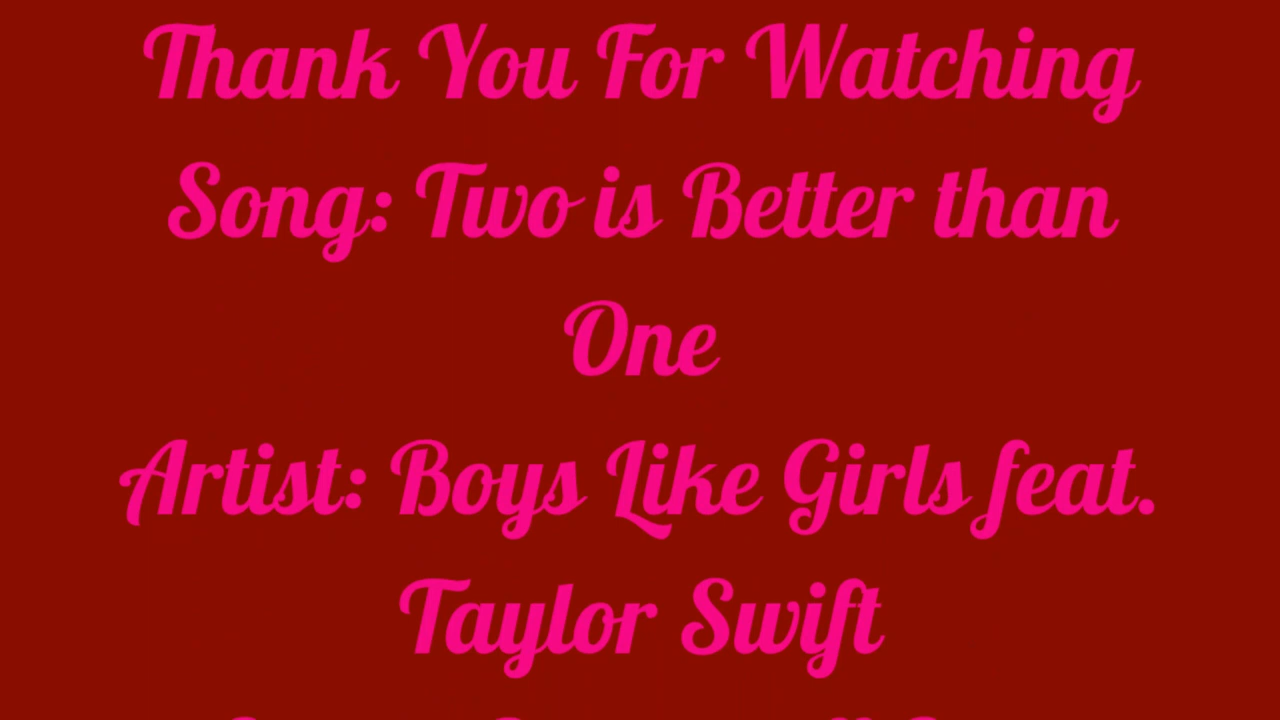 Thank You For Watching
Song: Two is Better than
One
Artist: Boys Like Girls feat.
Taylor Swift